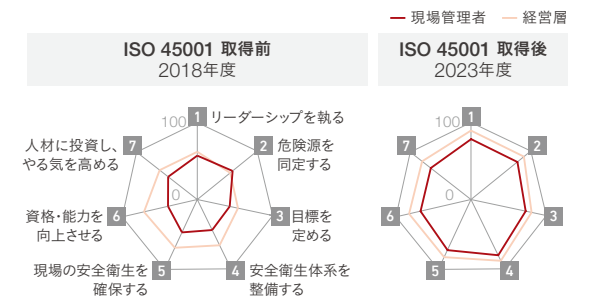 現場管理者 経営層
ISO 45001 取得前
2018年度
ISO 45001 取得後
2023年度
100
0
1 リーダーシップを執る
2 危険源を
同定する
3 目標を
定める
4 安全衛生体系を
整備する
5 現場の安全衛生を
確保する
6 資格・能力を
向上させる
7 人材に投資し、
やる気を高める
100
0
1
2
3
4
5
6
7